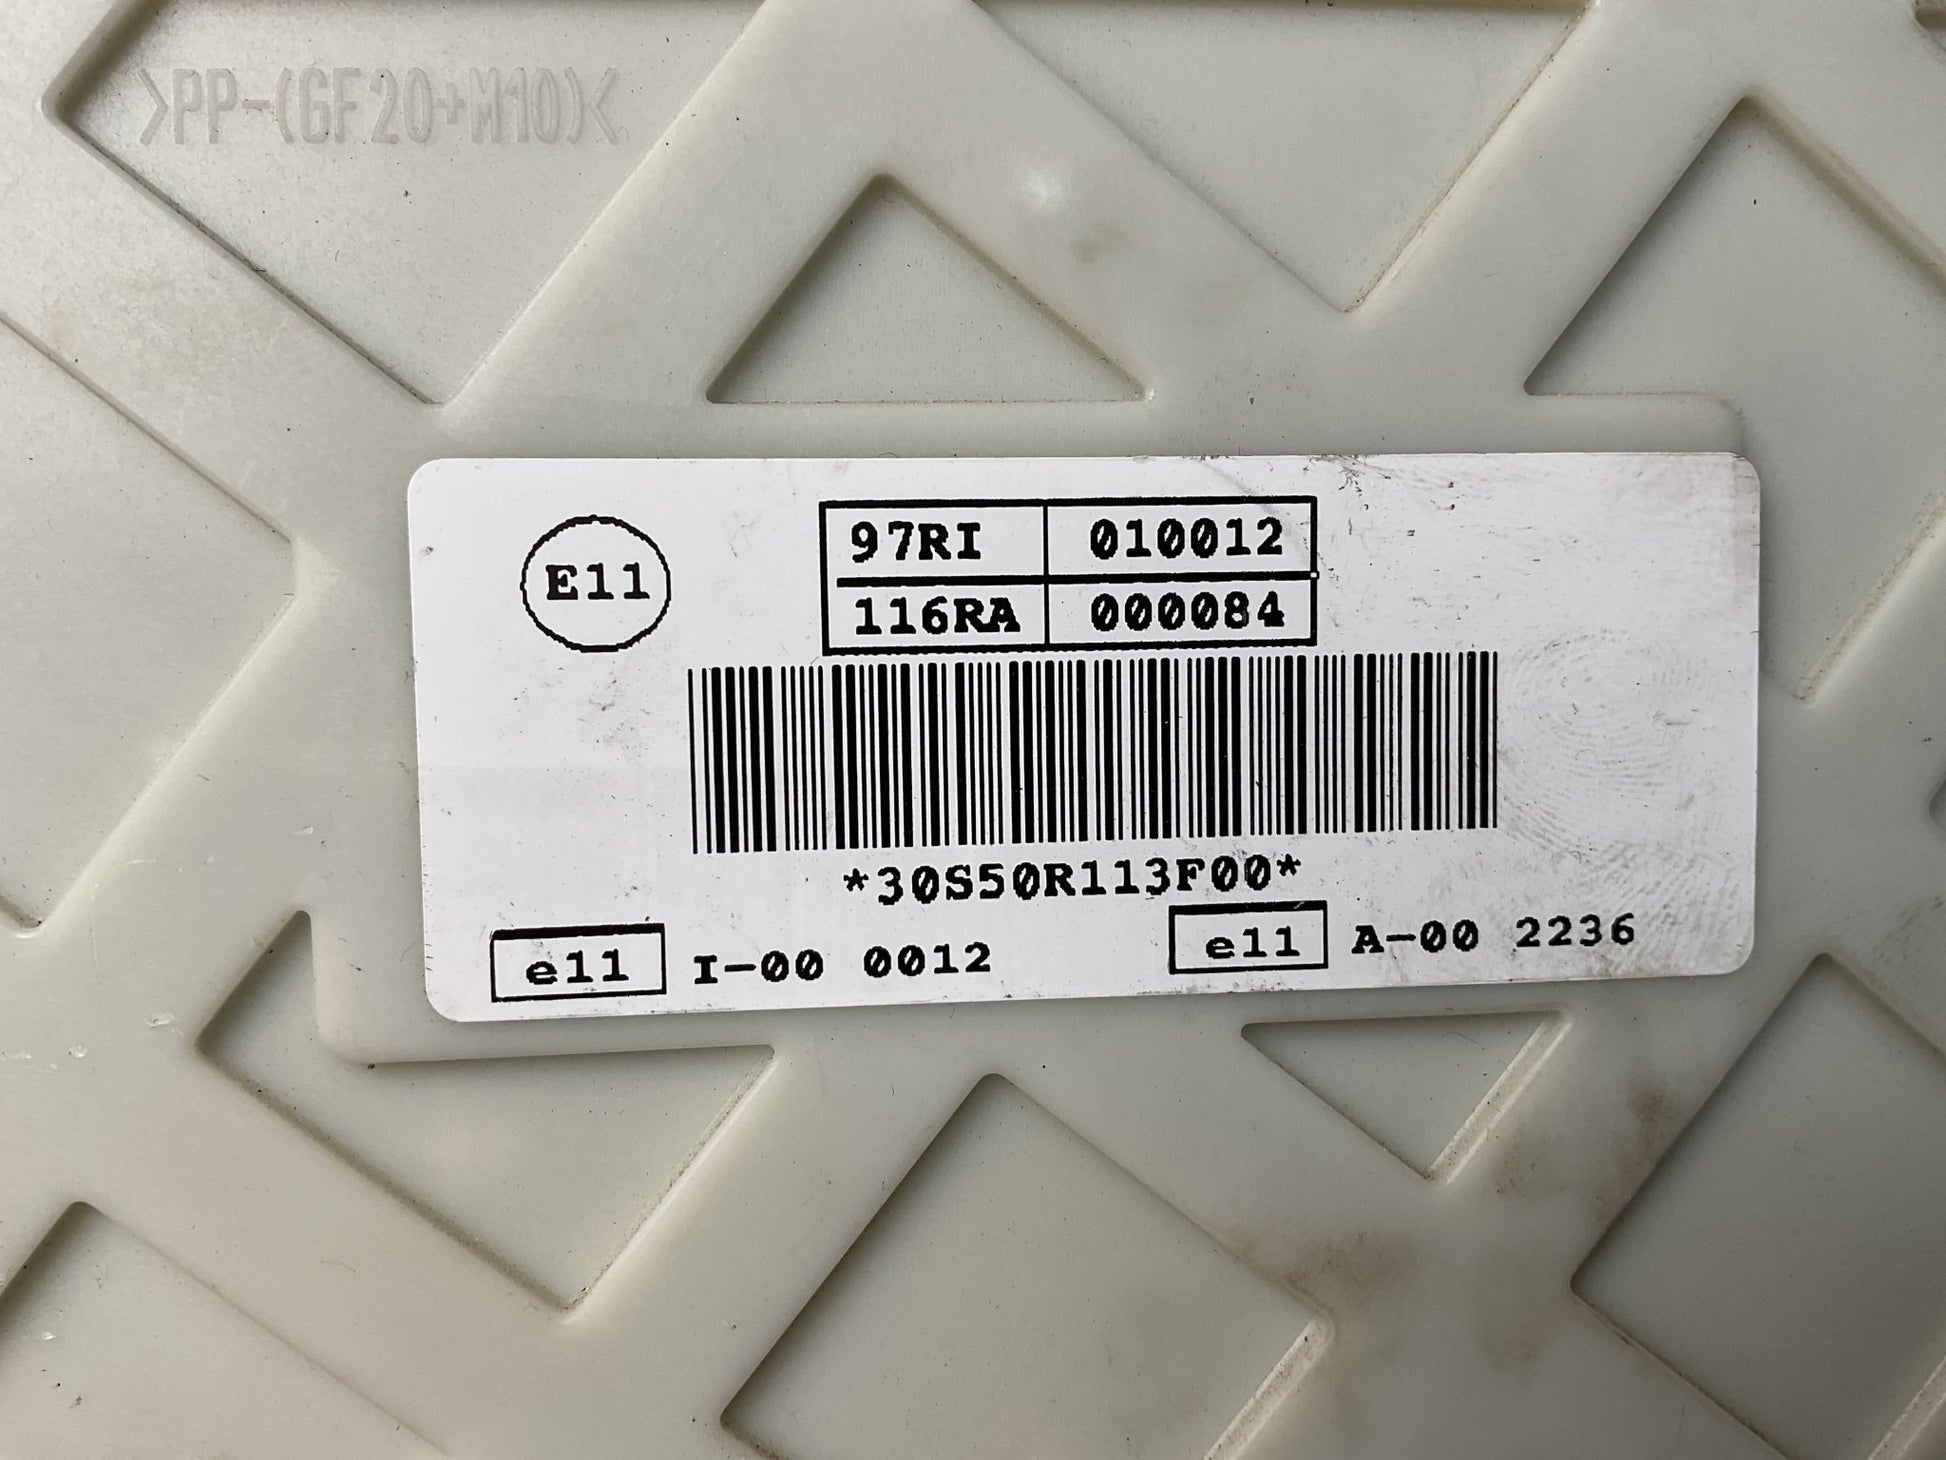 >PP-(GF20+M10)<
E11
97RI 010012
116RA 000084
*30S50R113F00*
e11 I-00 0012 e11 A-00 2236